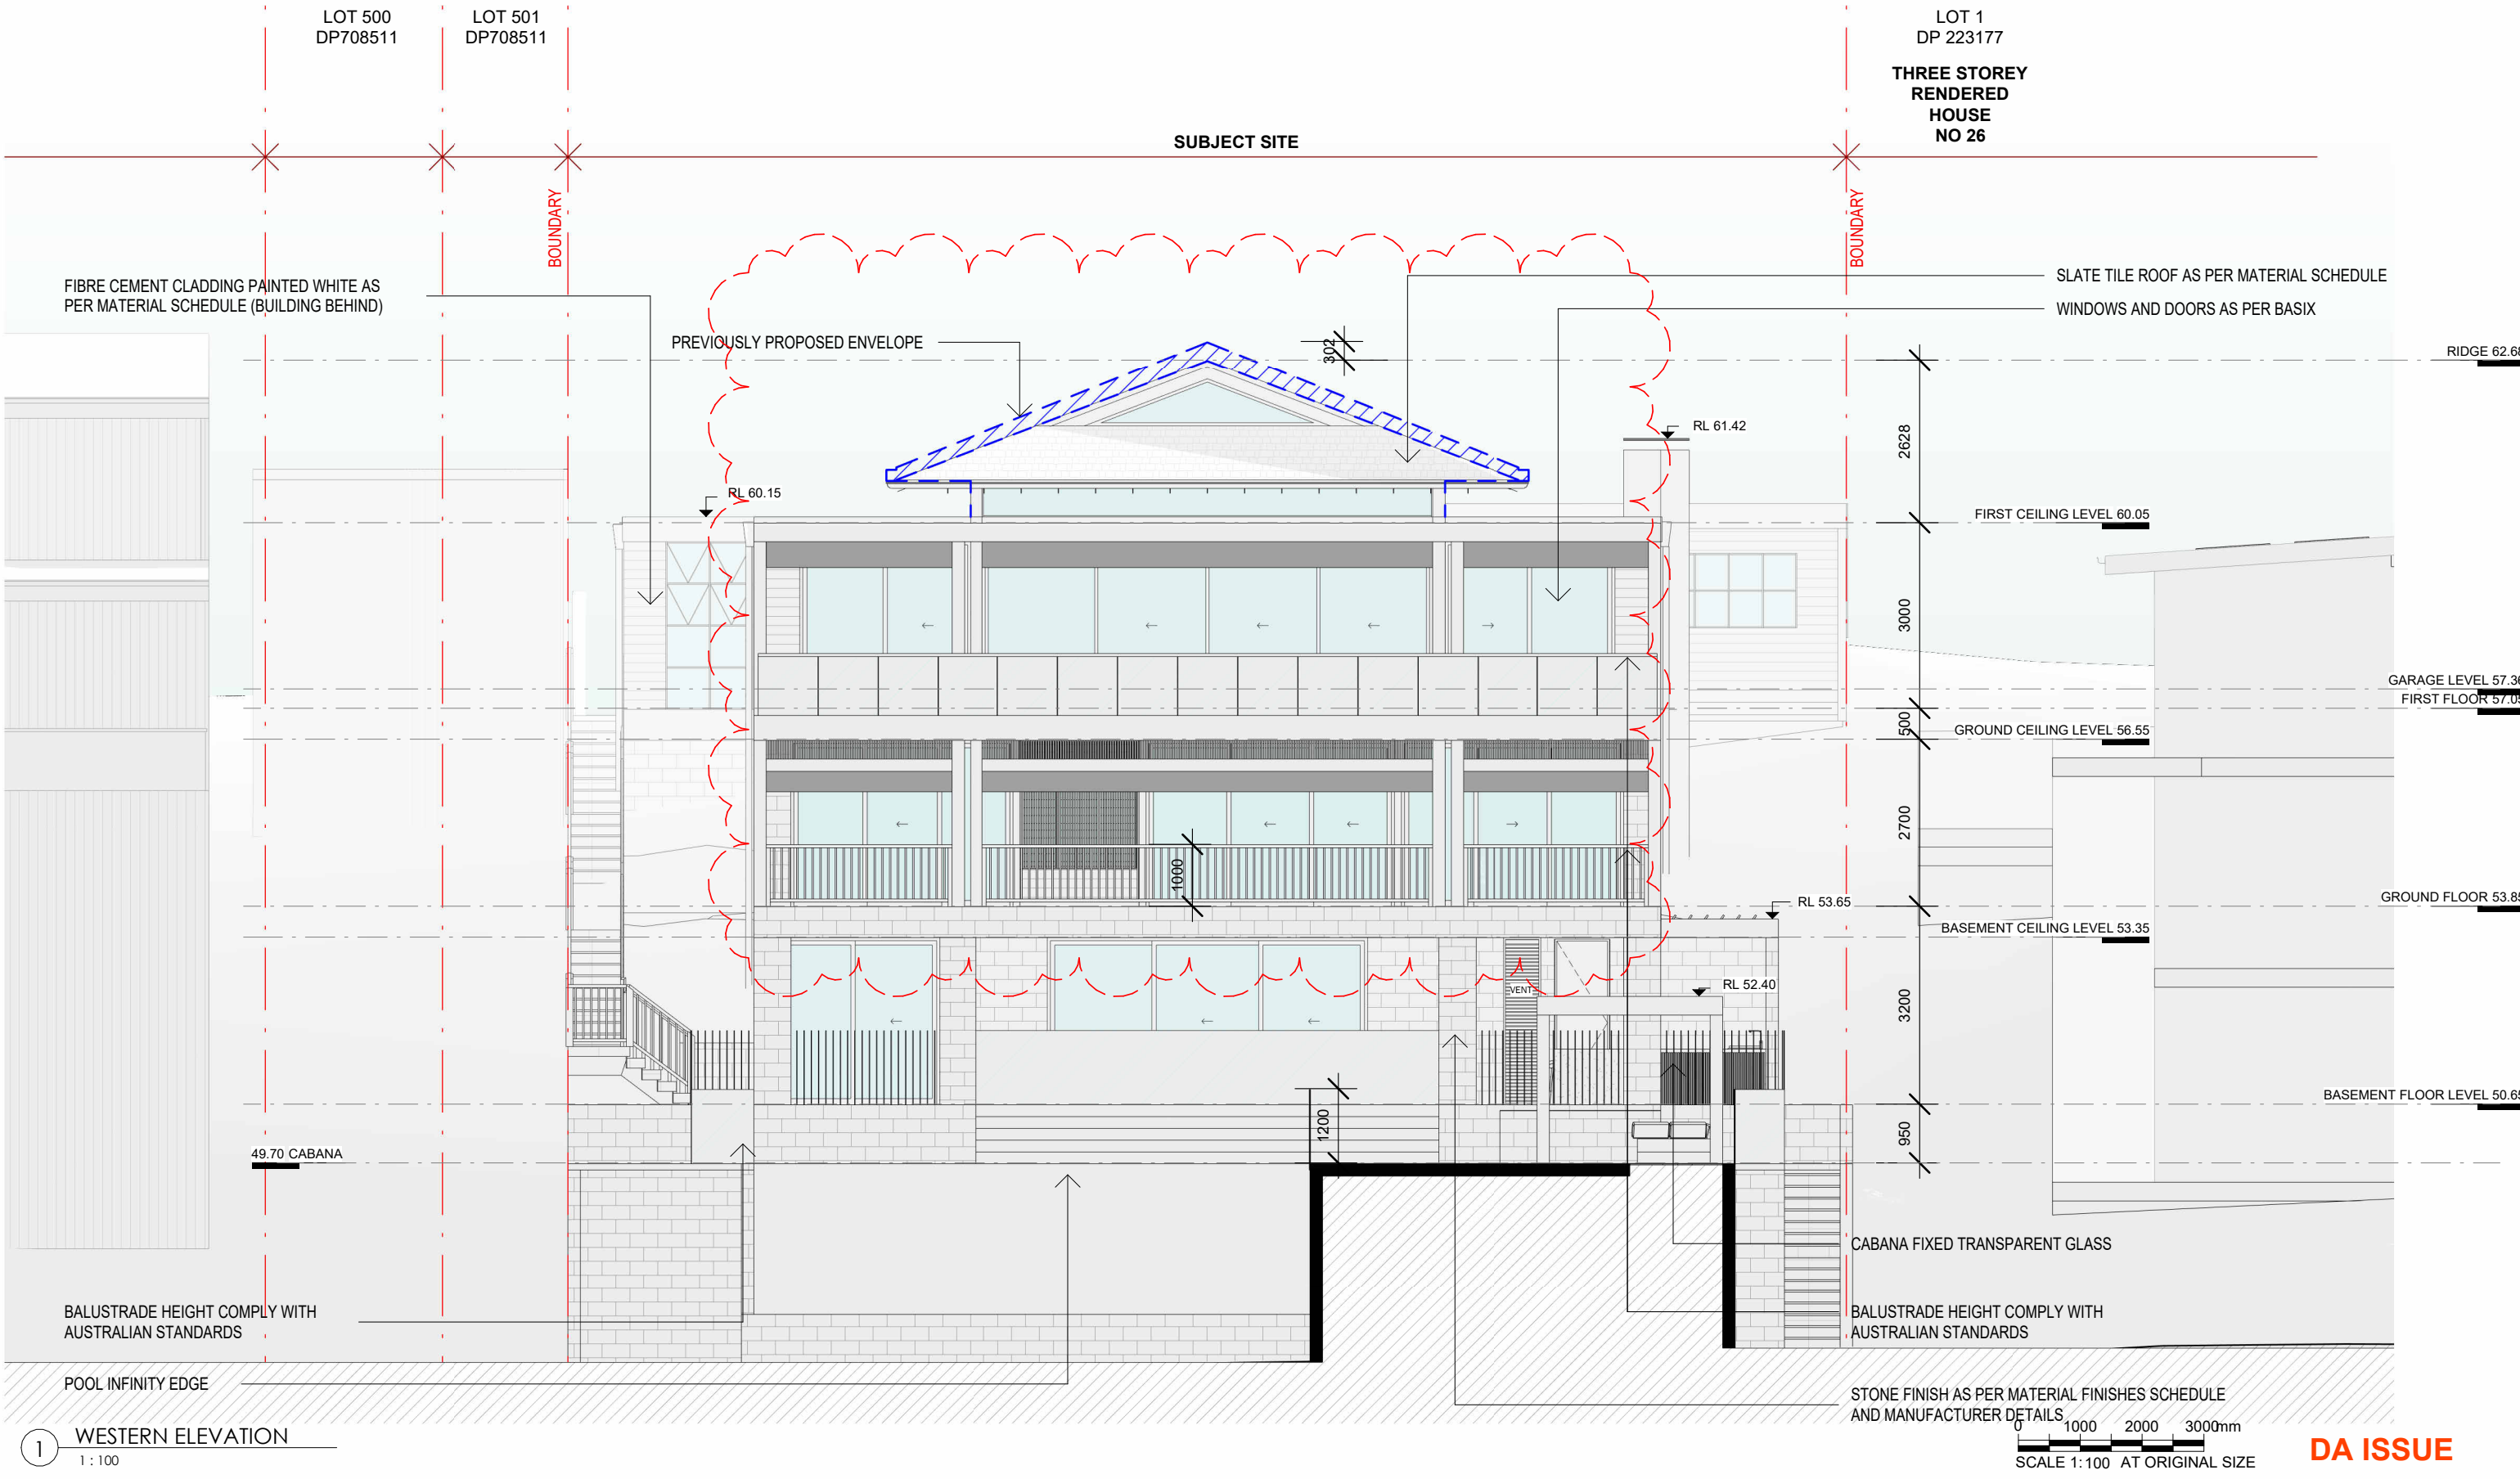 LOT 500
DP708511
LOT 501
DP708511
LOT 1
DP 223177
THREE STOREY
RENDERED
HOUSE
NO 26
SUBJECT SITE
BOUNDARY
BOUNDARY
FIBRE CEMENT CLADDING PAINTED WHITE AS
PER MATERIAL SCHEDULE (BUILDING BEHIND)
SLATE TILE ROOF AS PER MATERIAL SCHEDULE
WINDOWS AND DOORS AS PER BASIX
PREVIOUSLY PROPOSED ENVELOPE
302
RIDGE 62.68
RL 61.42
2628
RL 60.15
FIRST CEILING LEVEL 60.05
3000
GARAGE LEVEL 57.36
FIRST FLOOR 57.05
500
GROUND CEILING LEVEL 56.55
2700
1000
GROUND FLOOR 53.85
RL 53.65
BASEMENT CEILING LEVEL 53.35
VENT
RL 52.40
3200
BASEMENT FLOOR LEVEL 50.65
1200
950
49.70 CABANA
CABANA FIXED TRANSPARENT GLASS
BALUSTRADE HEIGHT COMPLY WITH
AUSTRALIAN STANDARDS
BALUSTRADE HEIGHT COMPLY WITH
AUSTRALIAN STANDARDS
POOL INFINITY EDGE
STONE FINISH AS PER MATERIAL FINISHES SCHEDULE
AND MANUFACTURER DETAILS
1 WESTERN ELEVATION
1 : 100
0 1000 2000 3000mm
SCALE 1:100 AT ORIGINAL SIZE
DA ISSUE